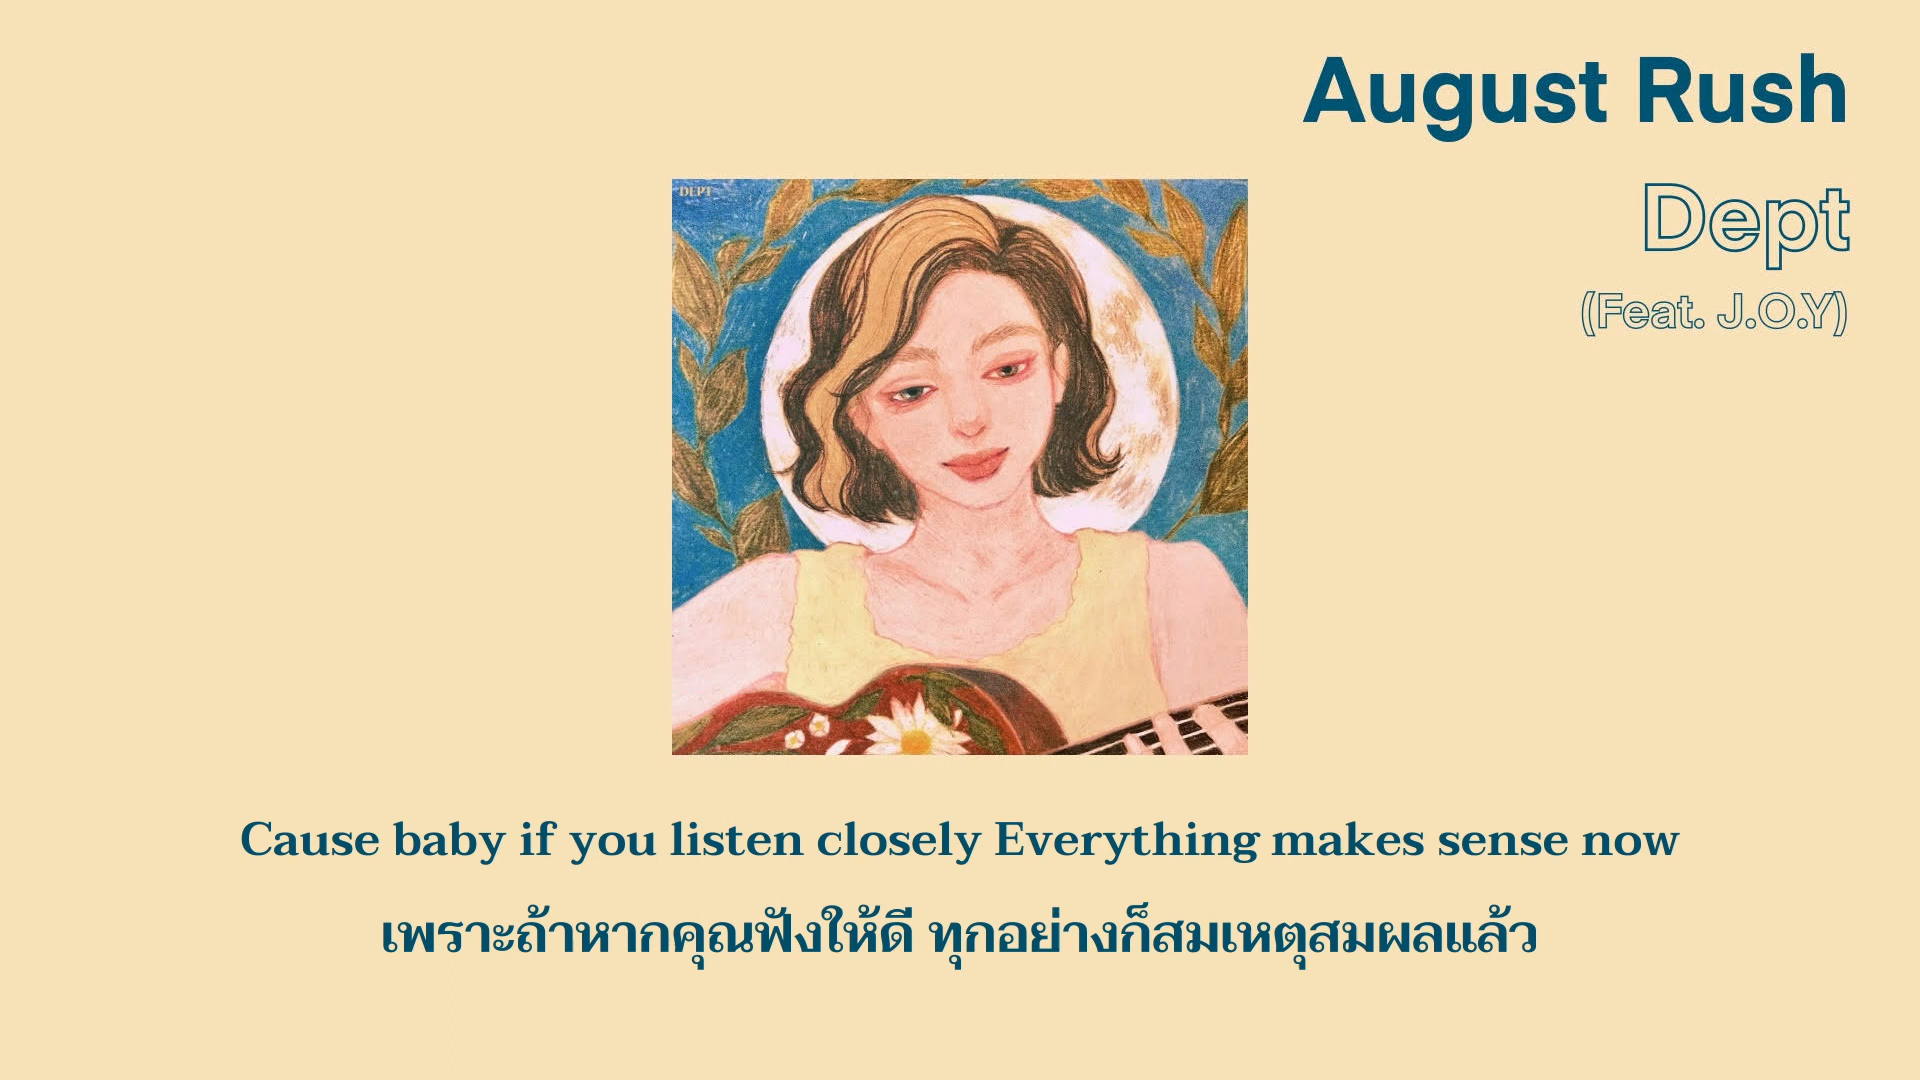 August Rush
Dept
(Feat. J.O.Y)
DEPT
Cause baby if you listen closely Everything makes sense now
เพราะถ้าหากคุณฟังให้ดี ทุกอย่างก็สมเหตุสมผลแล้ว